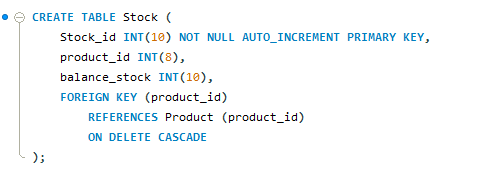 CREATE TABLE Stock (
Stock_id INT(10) NOT NULL AUTO_INCREMENT PRIMARY KEY,
product_id INT(8),
balance_stock INT(10),
FOREIGN KEY (product_id)
REFERENCES Product (product_id)
ON DELETE CASCADE
);